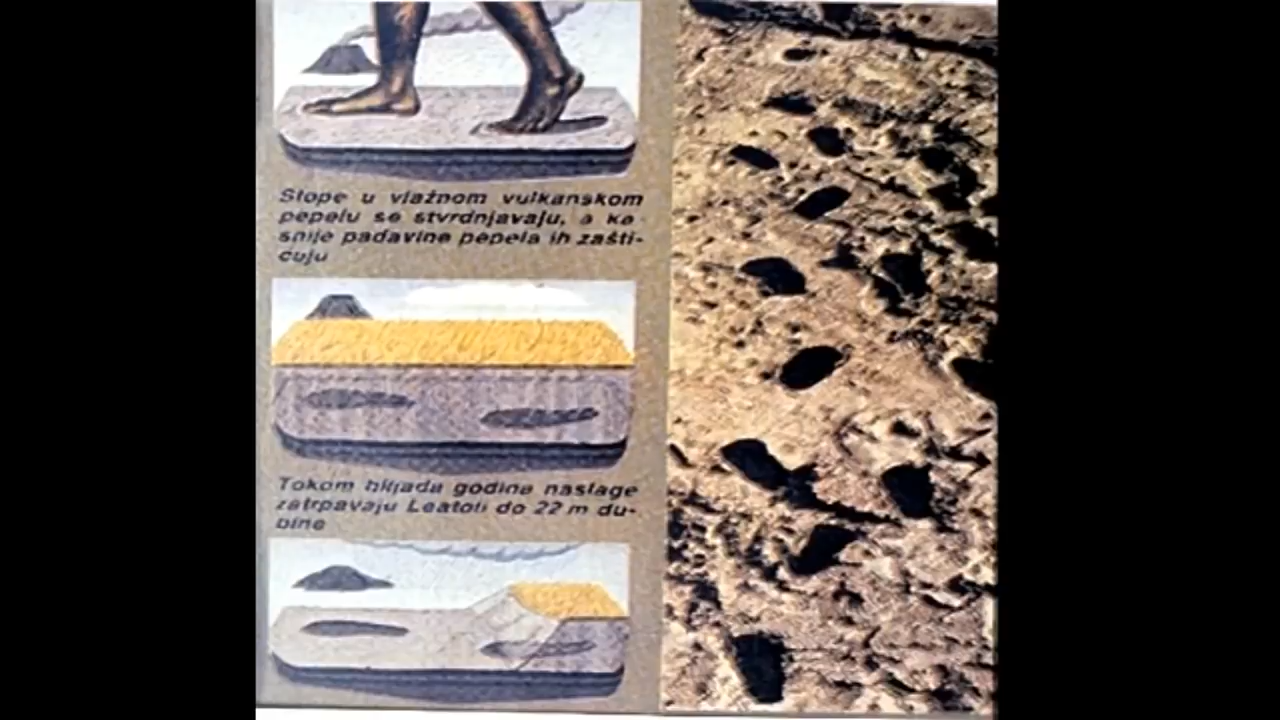 Stope u vlažnom vulkanskom
pepelu se stvrdnjavaju, a ka-
snije padavine pepela ih zašti-
ćuju
Tokom hiljada godina naslage
zatrpavaju Leatoli do 22 m du-
bine